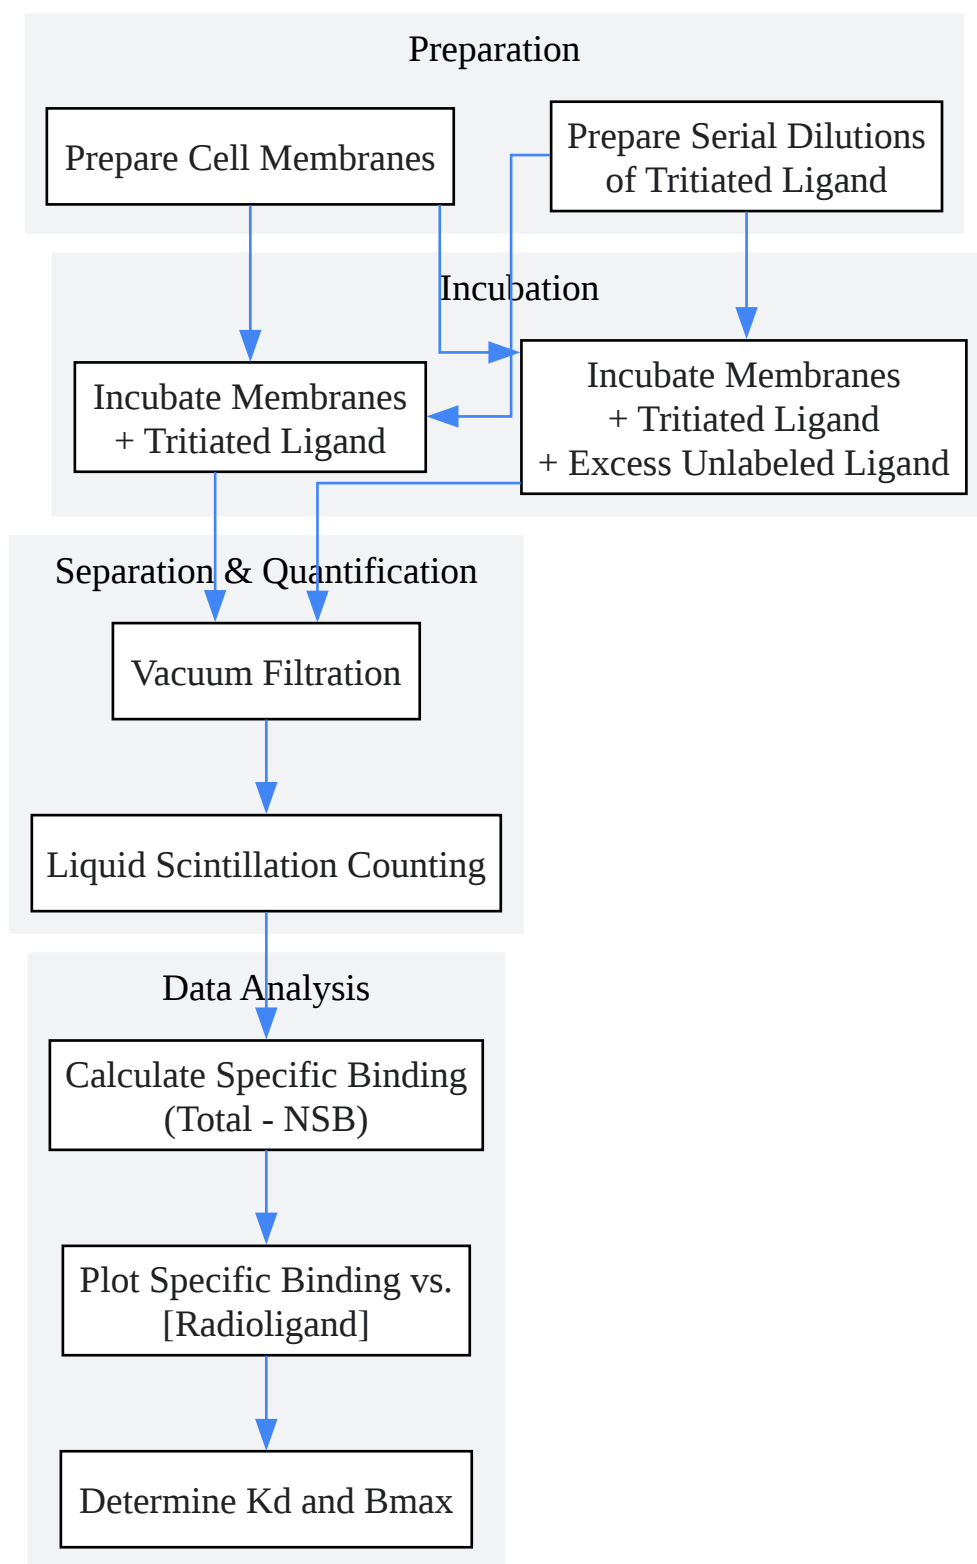 Preparation
Prepare Cell Membranes
Prepare Serial Dilutions
of Tritiated Ligand
Incubation
Incubate Membranes
+ Tritiated Ligand
Incubate Membranes
+ Tritiated Ligand
+ Excess Unlabeled Ligand
Separation & Quantification
Vacuum Filtration
Liquid Scintillation Counting
Data Analysis
Calculate Specific Binding
(Total - NSB)
Plot Specific Binding vs.
[Radioligand]
Determine Kd and Bmax